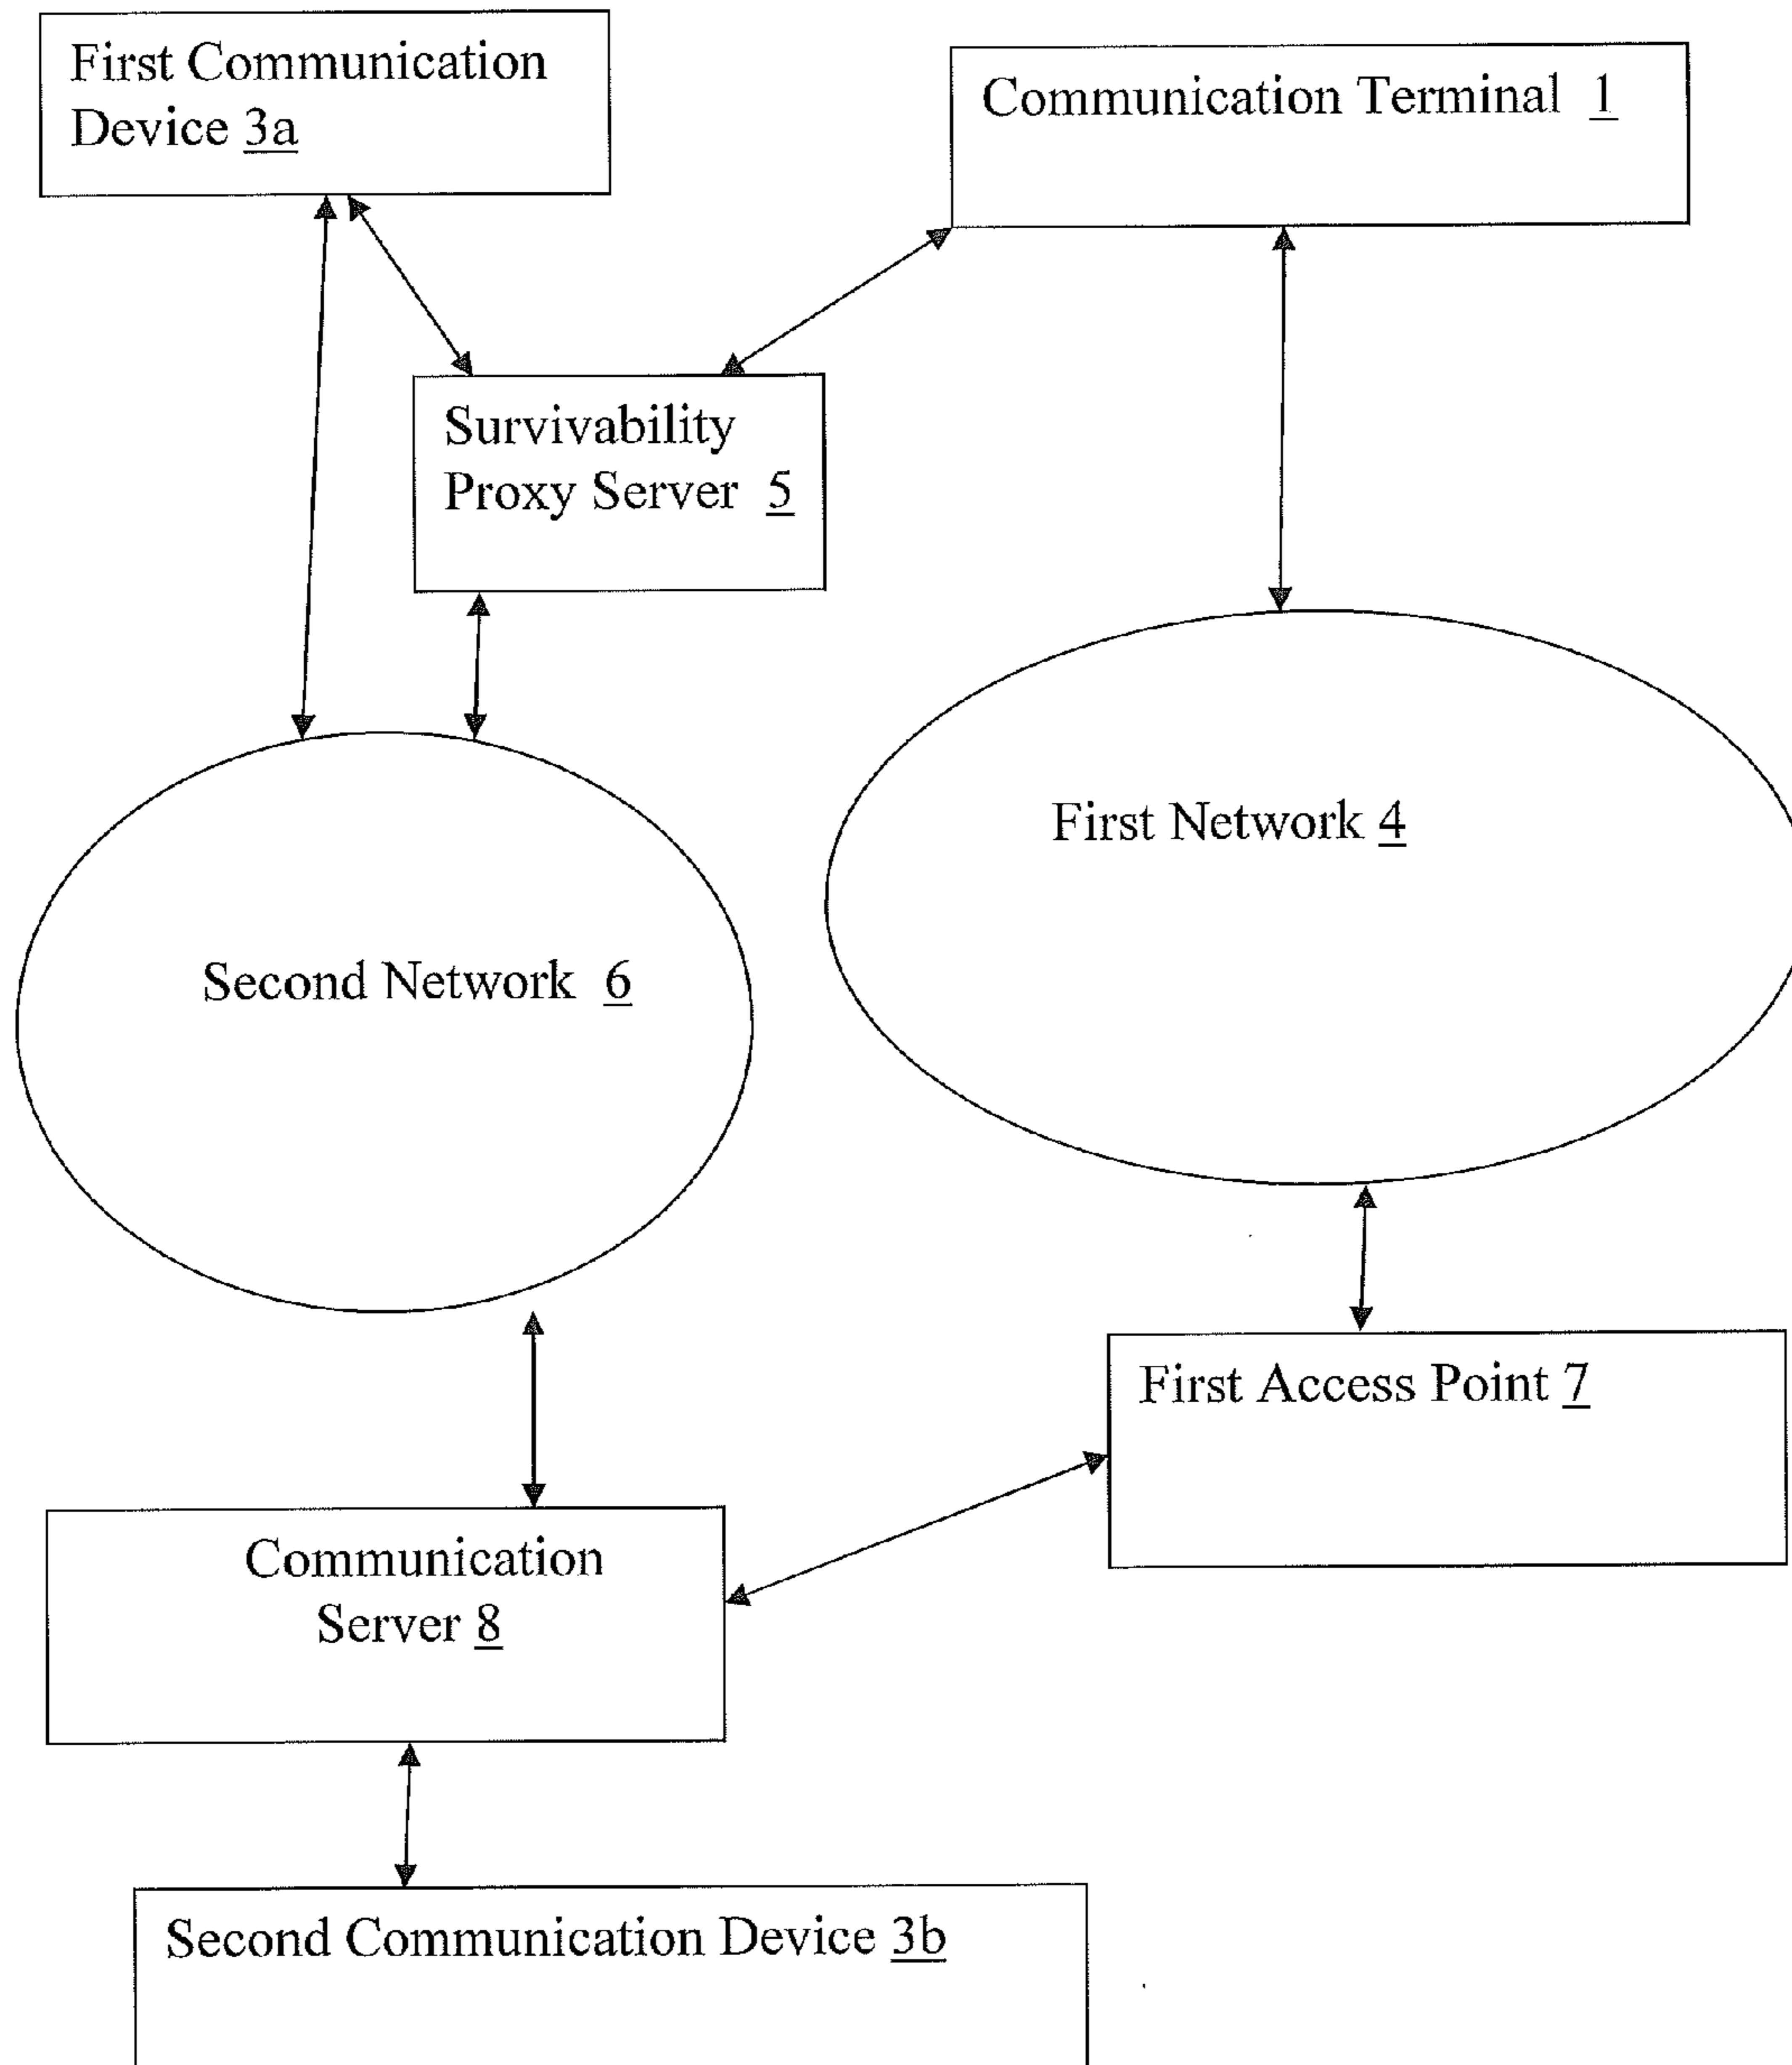 First Communication
Device 3a
Communication Terminal 1
Survivability
Proxy Server 5
First Network 4
Second Network 6
First Access Point 7
Communication
Server 8
Second Communication Device 3b